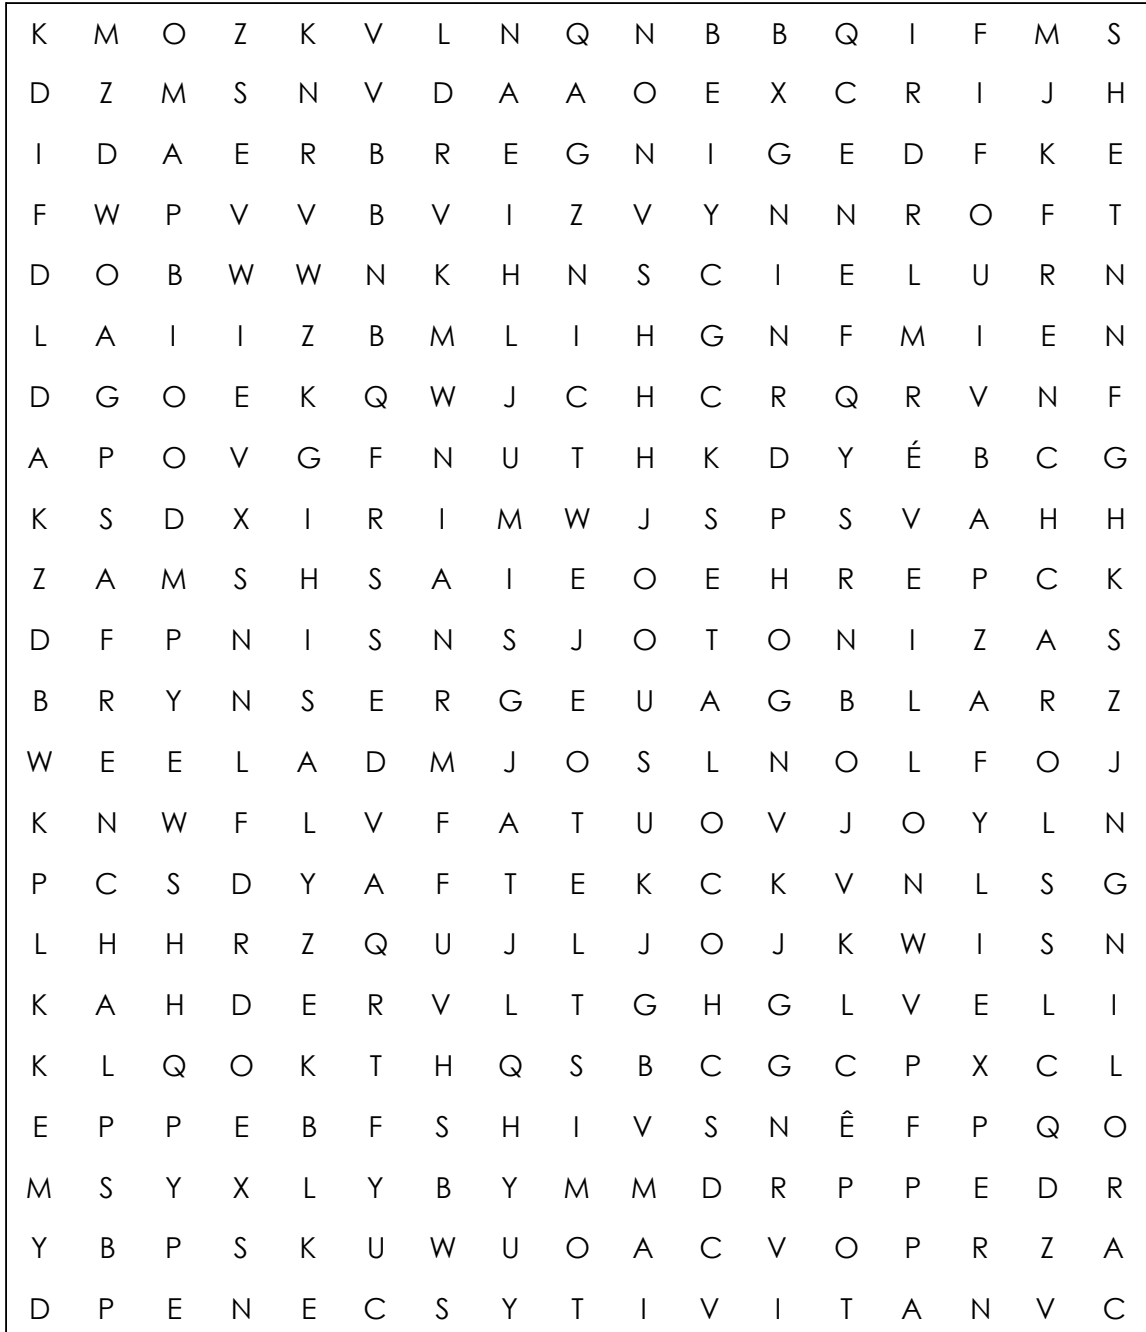 K M O Z K V L N Q N B B Q I F M S
D Z M S N V D A A O E X C R I J H
I D A E R B R E G N I G E D F K E
F W P V V B V I Z V Y N N R O F T
D O B W W N K H N S C I E L U R N
L A I I Z B M L I H G N F M I E N
D G O E K Q W J C H C R Q R V N F
A P O V G F N U T H K D Y É B C G
K S D X I R I M W J S P S V A H H
Z A M S H S A I E O E H R E P C K
D F P N I S N S J O T O N I Z A S
B R Y N S E R G E U A G B L A R Z
W E E L A D M J O S L N O L F O J
K N W F L V F A T U O V J O Y L N
P C S D Y A F T E K C K V N L S G
L H H R Z Q U J L J O J K W I S N
K A H D E R V L T G H G L V E L I
K L Q O K T H Q S B C G C P X C L
E P P E B F S H I V S N Ê F P Q O
M S Y X L Y B Y M M D R P P E D R
Y B P S K U W U O A C V O P R Z A
D P E N E C S Y T I V I T A N V C